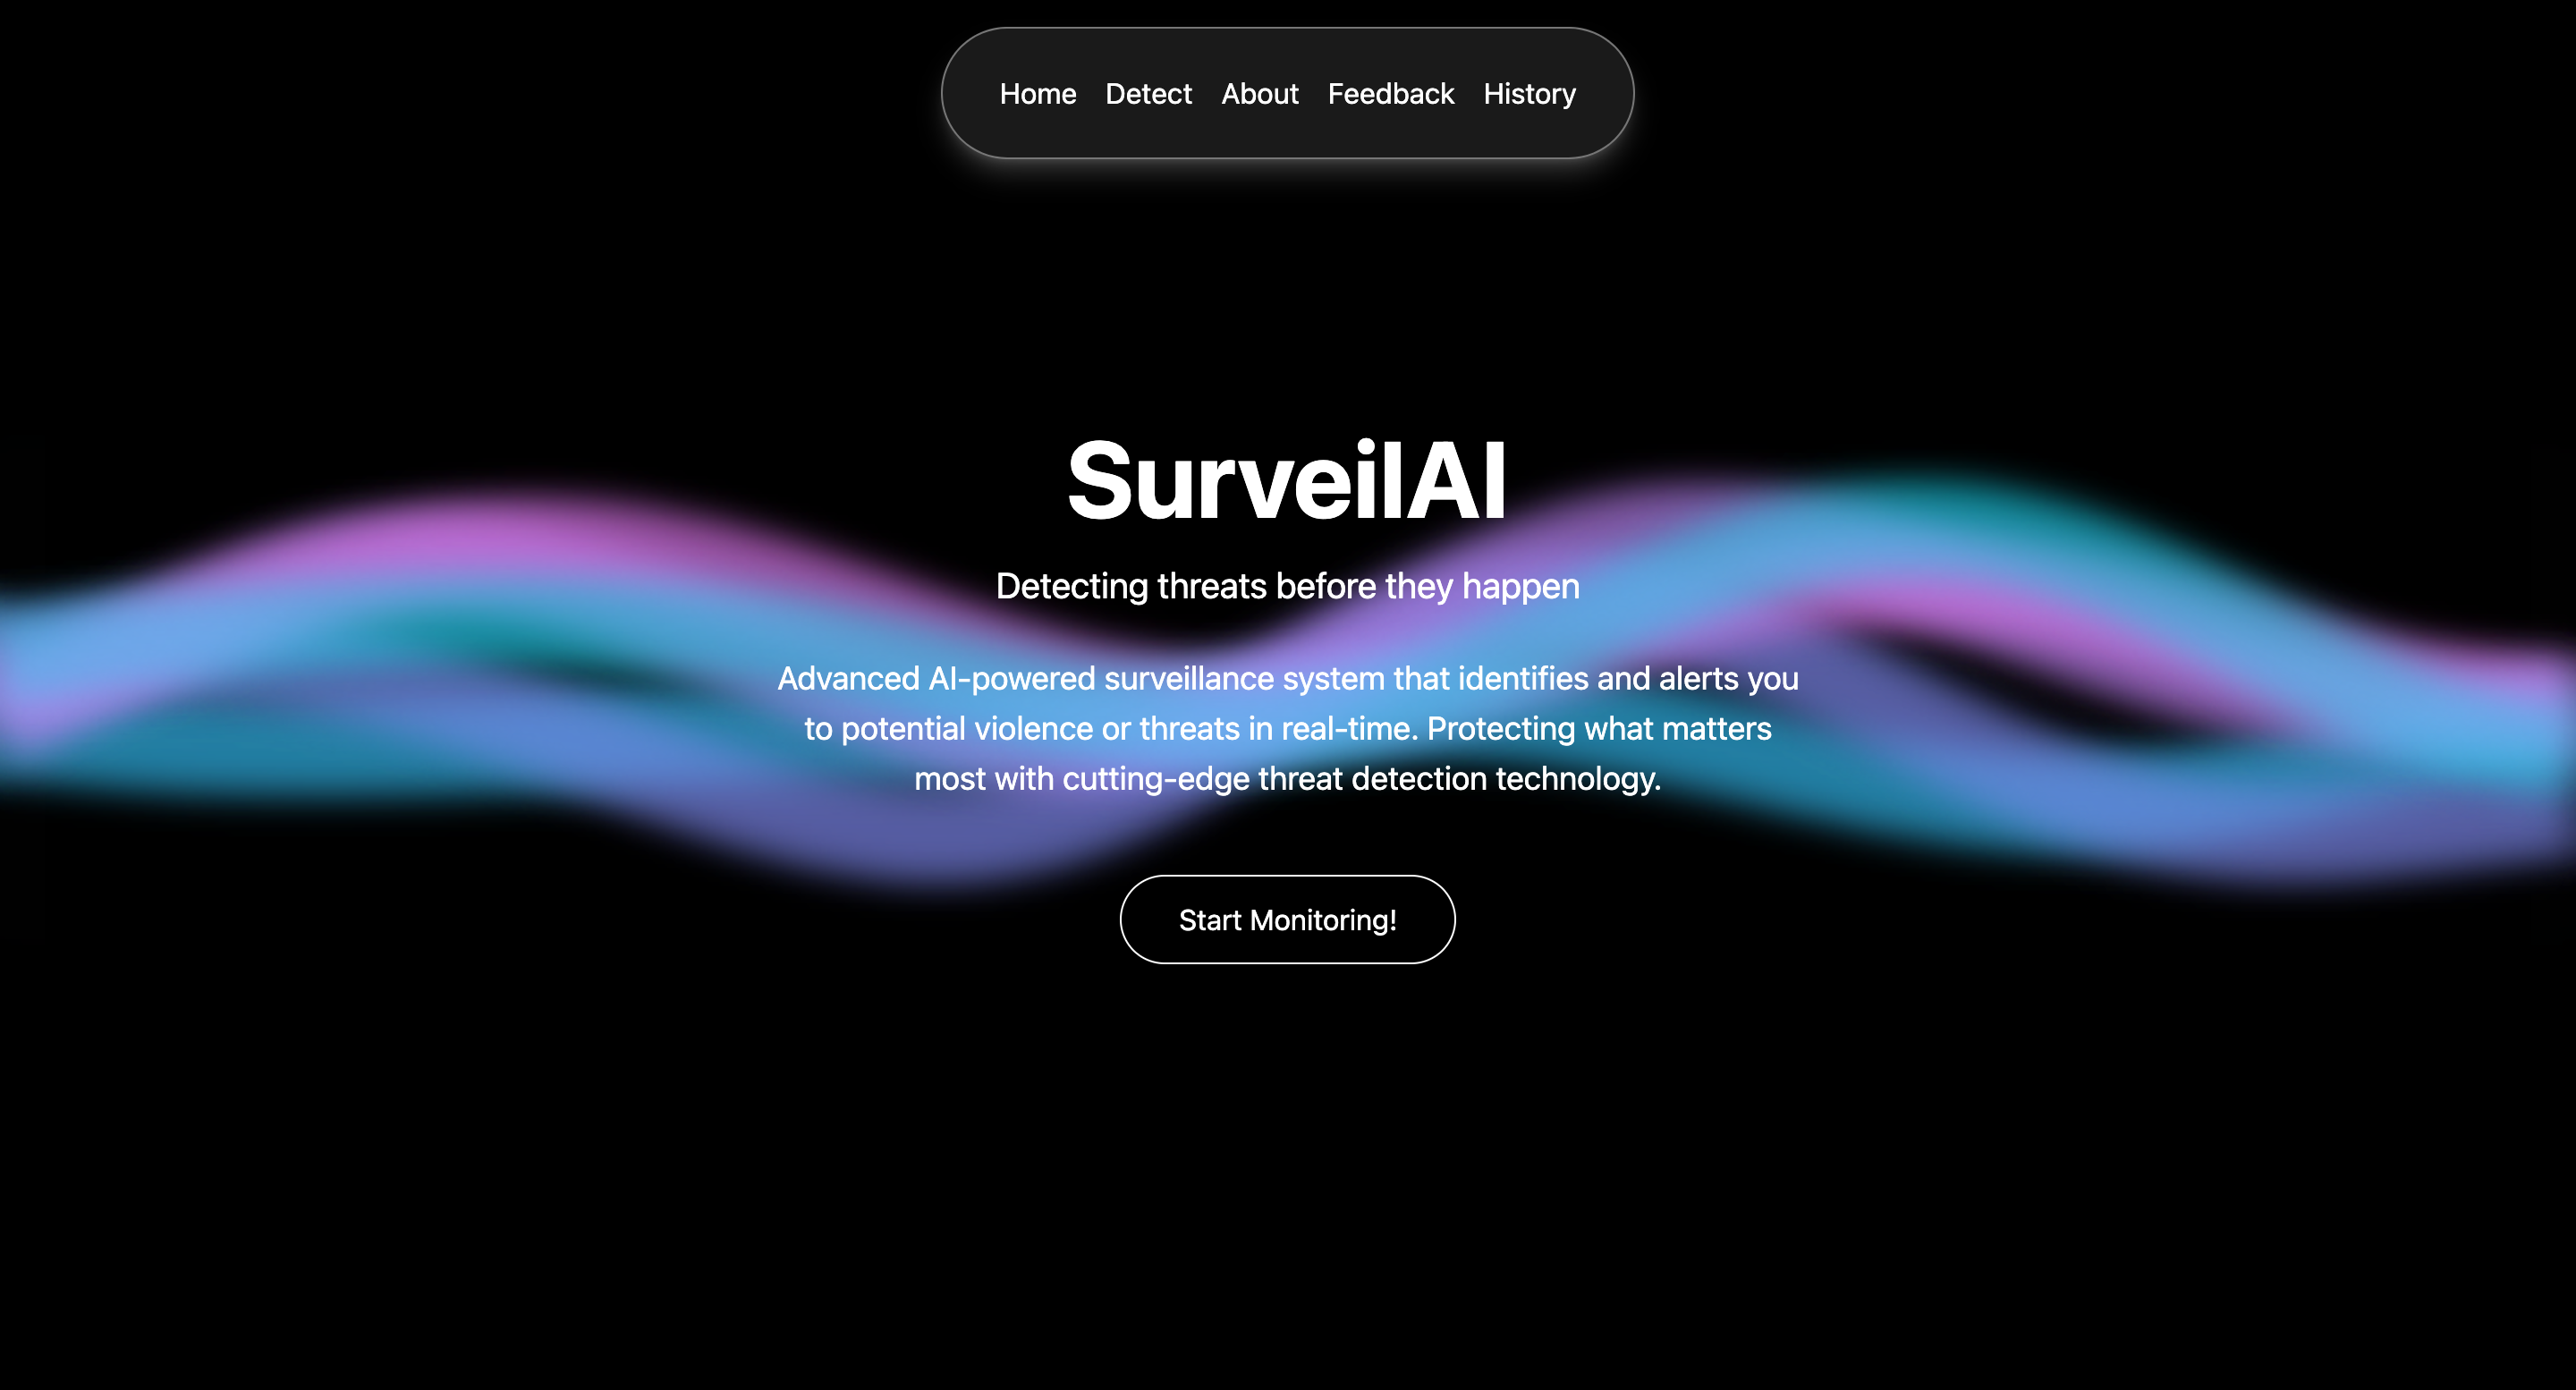 Home Detect About Feedback History
SurveilAI
Detecting threats before they happen
Advanced AI-powered surveillance system that identifies and alerts you
to potential violence or threats in real-time. Protecting what matters
most with cutting-edge threat detection technology.
Start Monitoring!